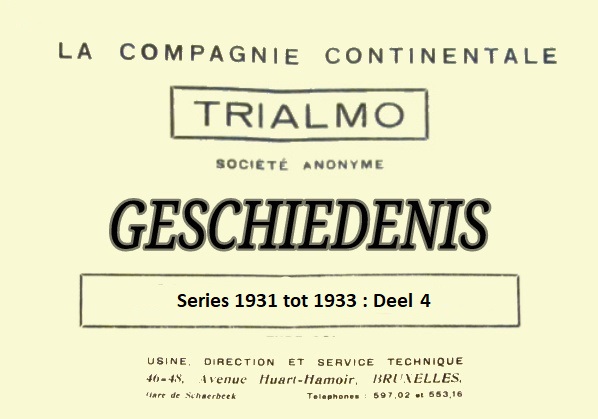 LA COMPAGNIE CONTINENTALE
TRIALMO
SOCIÉTÉ ANONYME
GESCHIEDENIS
Series 1931 tot 1933 : Deel 4
USINE, DIRECTION ET SERVICE TECHNIQUE
46-48, Avenue Huart-Hamoir, BRUXELLES.
Gare de Schaerbeek Telephones : 597,02 et 553,16